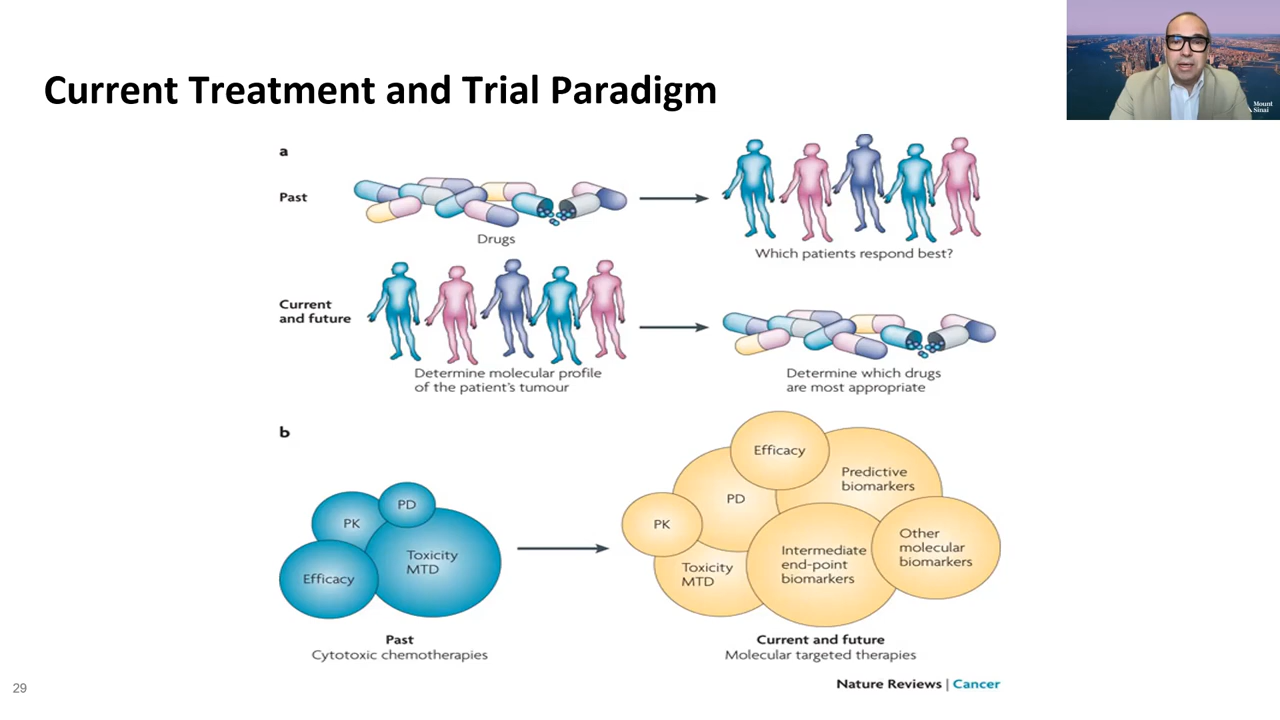 Current Treatment and Trial Paradigm
Mount
Sinai
a
Past
Drugs
Which patients respond best?
Current
and future
Determine molecular profile
of the patient's tumour
Determine which drugs
are most appropriate
b
PD
PK
Toxicity
MTD
Efficacy
Efficacy
Predictive
biomarkers
PD
PK
Other
molecular
biomarkers
Intermediate
end-point
biomarkers
Toxicity
MTD
Past
Cytotoxic chemotherapies
Current and future
Molecular targeted therapies
Nature Reviews | Cancer
29